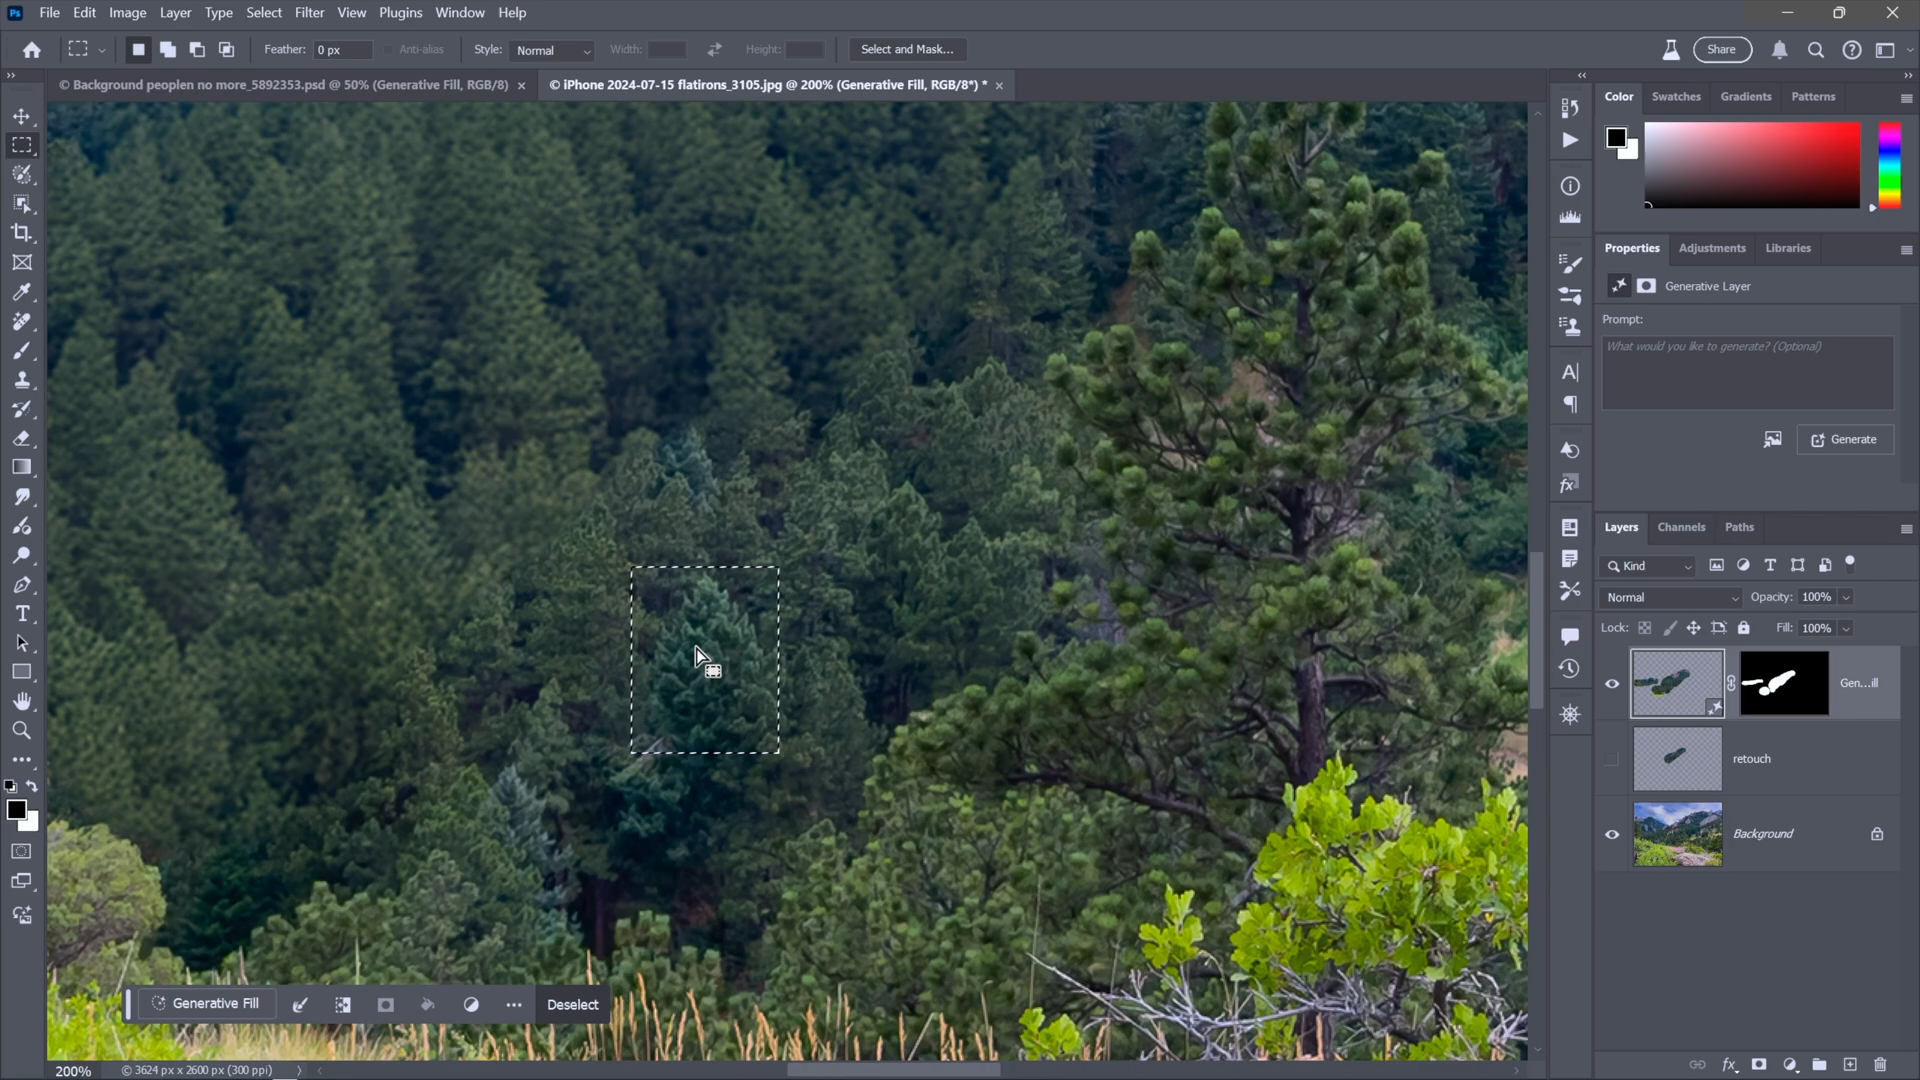 Ps File Edit Image Layer Type Select Filter View Plugins Window Help
Feather: 0 px Anti-alias Style: Normal Width: Height: Select and Mask... Share
© Background peoplen no more_5892353.psd @ 50% (Generative Fill, RGB/8) × © iPhone 2024-07-15 flatirons_3105.jpg @ 200% (Generative Fill, RGB/8*) * ×
Color Swatches Gradients Patterns
Properties Adjustments Libraries
Generative Layer
Prompt:
What would you like to generate? (Optional)
Generate
Layers Channels Paths
Kind
Normal Opacity: 100%
Lock: Fill: 100%
Gen...ill
retouch
Background
Generative Fill Deselect
200% © 3624 px x 2600 px (300 ppi)